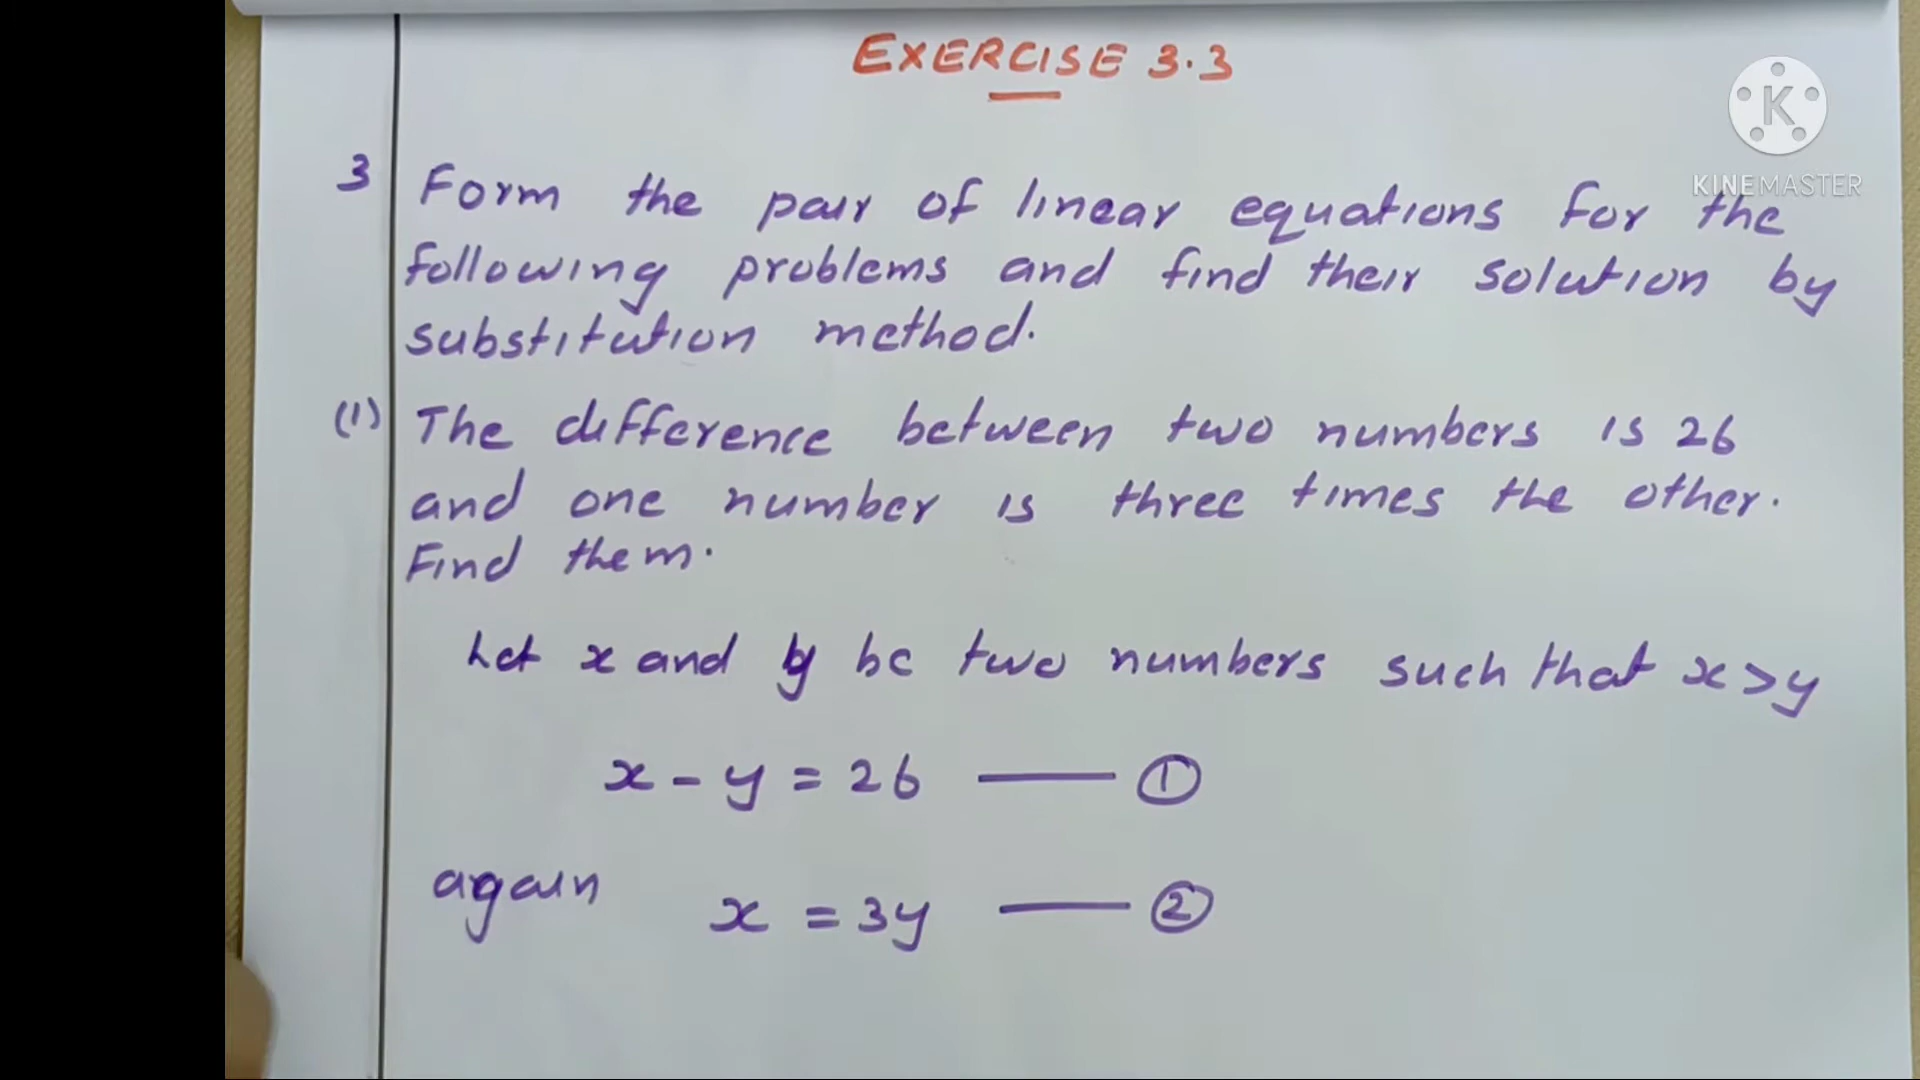 EXERCISE 3.3
KINEMASTER
3 Form the pair of linear equations for the
following problems and find their solution by
substitution method.
(1) The difference between two numbers is 26
and one number is three times the other.
Find them.
Let x and y be two numbers such that x > y
x - y = 26 —— ①
again x = 3y —— ②